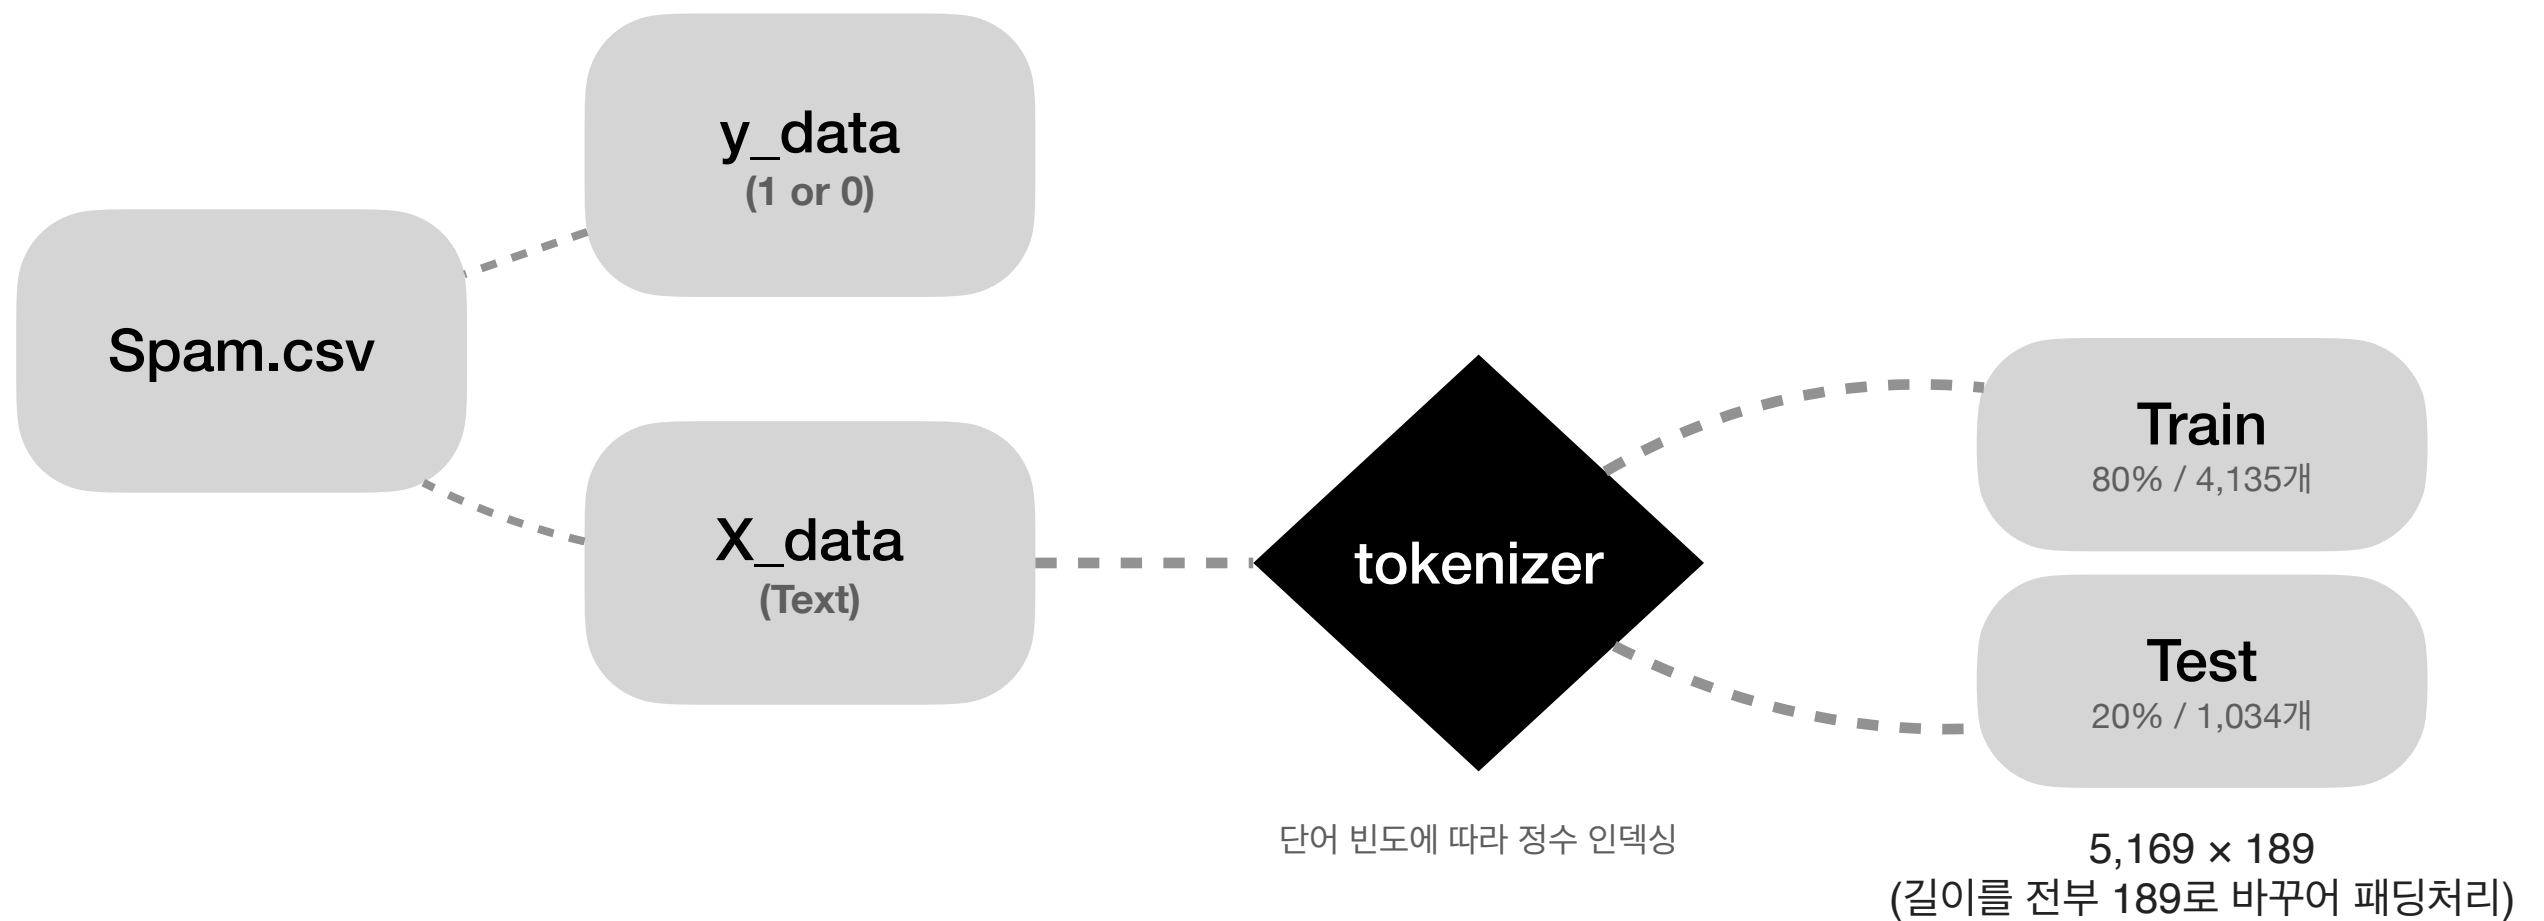 Spam.csv
y_data
(1 or 0)
X_data
(Text)
tokenizer
단어 빈도에 따라 정수 인덱싱
Train
80% / 4,135개
Test
20% / 1,034개
5,169 × 189
(길이를 전부 189로 바꾸어 패딩처리)